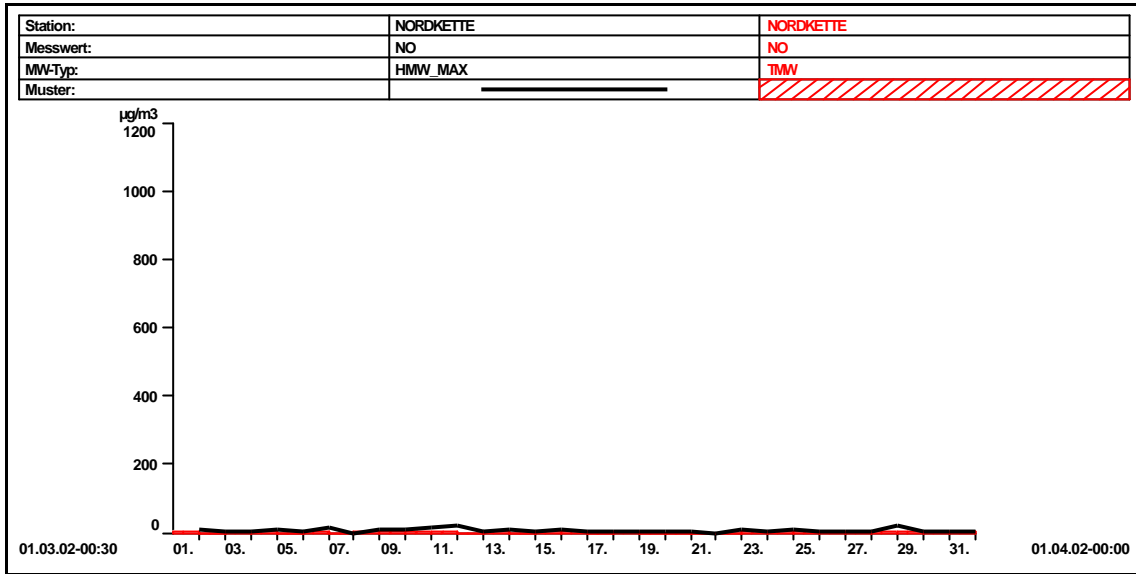 Station: NORDKETTE NORDKETTE
Messwert: NO NO
MW-Typ: HMW_MAX TMW
Muster:
µg/m3
1200
1000
800
600
400
200
0
01.03.02-00:30 01. 03. 05. 07. 09. 11. 13. 15. 17. 19. 21. 23. 25. 27. 29. 31. 01.04.02-00:00